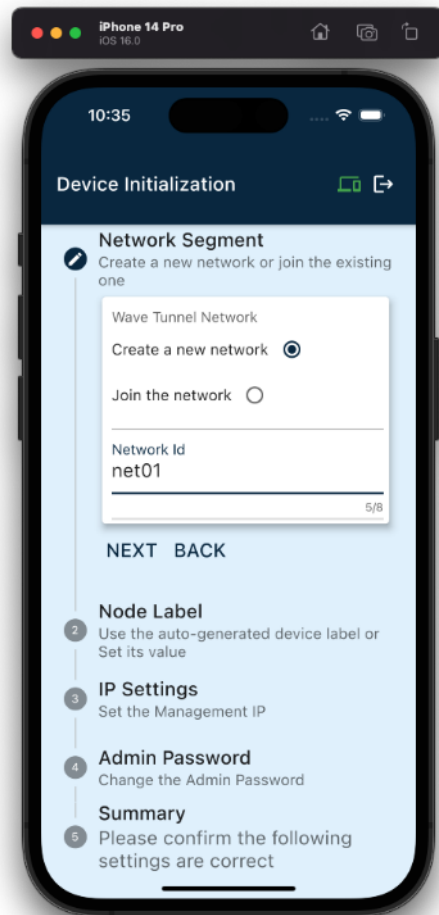 iPhone 14 Pro
iOS 16.0
10:35
Device Initialization
Network Segment
Create a new network or join the existing
one
Wave Tunnel Network
Create a new network
Join the network
Network Id
net01
5/8
NEXT BACK
2
Node Label
Use the auto-generated device label or
Set its value
3
IP Settings
Set the Management IP
4
Admin Password
Change the Admin Password
5
Summary
Please confirm the following
settings are correct